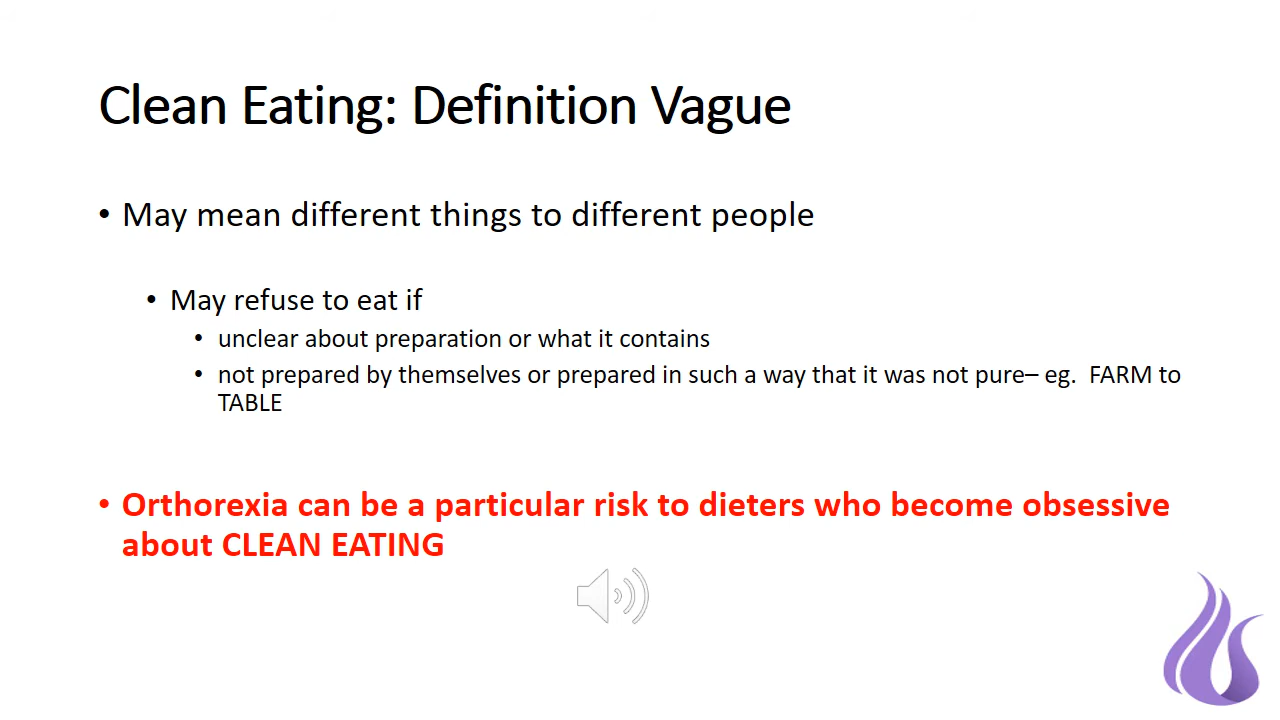 Clean Eating: Definition Vague
• May mean different things to different people
• May refuse to eat if
• unclear about preparation or what it contains
• not prepared by themselves or prepared in such a way that it was not pure– eg.  FARM to
TABLE
• Orthorexia can be a particular risk to dieters who become obsessive
about CLEAN EATING